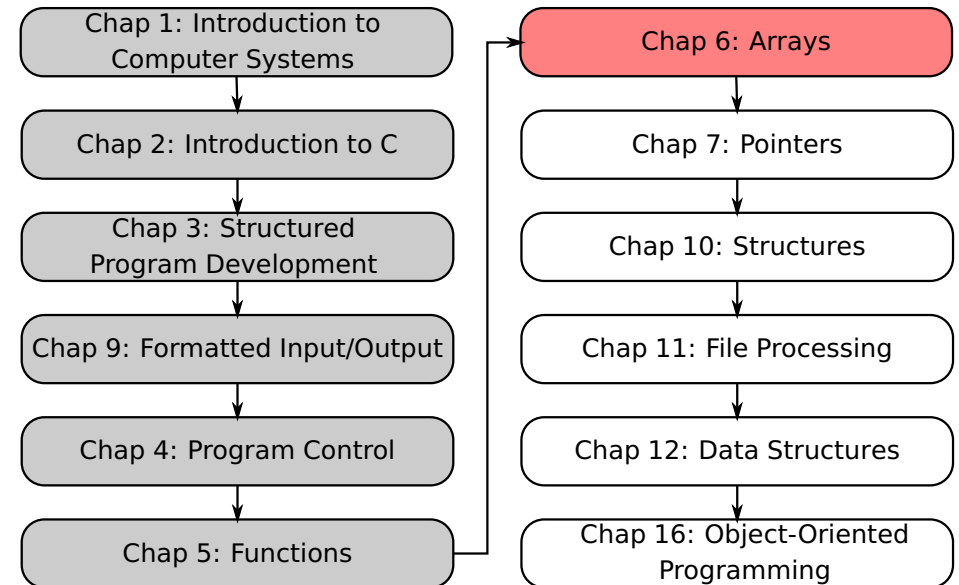 Chap 1: Introduction to
Computer Systems
Chap 2: Introduction to C
Chap 3: Structured
Program Development
Chap 9: Formatted Input/Output
Chap 4: Program Control
Chap 5: Functions
Chap 6: Arrays
Chap 7: Pointers
Chap 10: Structures
Chap 11: File Processing
Chap 12: Data Structures
Chap 16: Object-Oriented
Programming